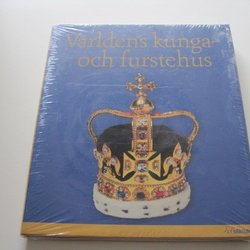 Världens kunga-
och furstehus